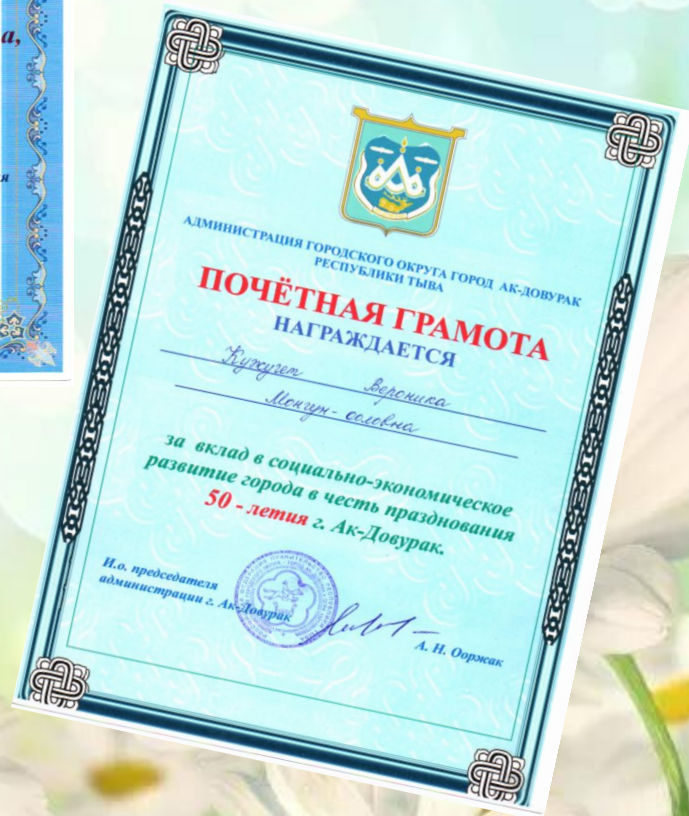 а,
я
АДМИНИСТРАЦИЯ ГОРОДСКОГО ОКРУГА ГОРОД АК-ДОВУРАК
РЕСПУБЛИКИ ТЫВА
ПОЧЁТНАЯ ГРАМОТА
НАГРАЖДАЕТСЯ
Кужугет Вероника
Монгун-ооловна
за вклад в социально-экономическое
развитие города в честь празднования
50 - летия г. Ак-Довурак.
И.о. председателя
администрации г. Ак-Довурак
А. Н. Ооржак